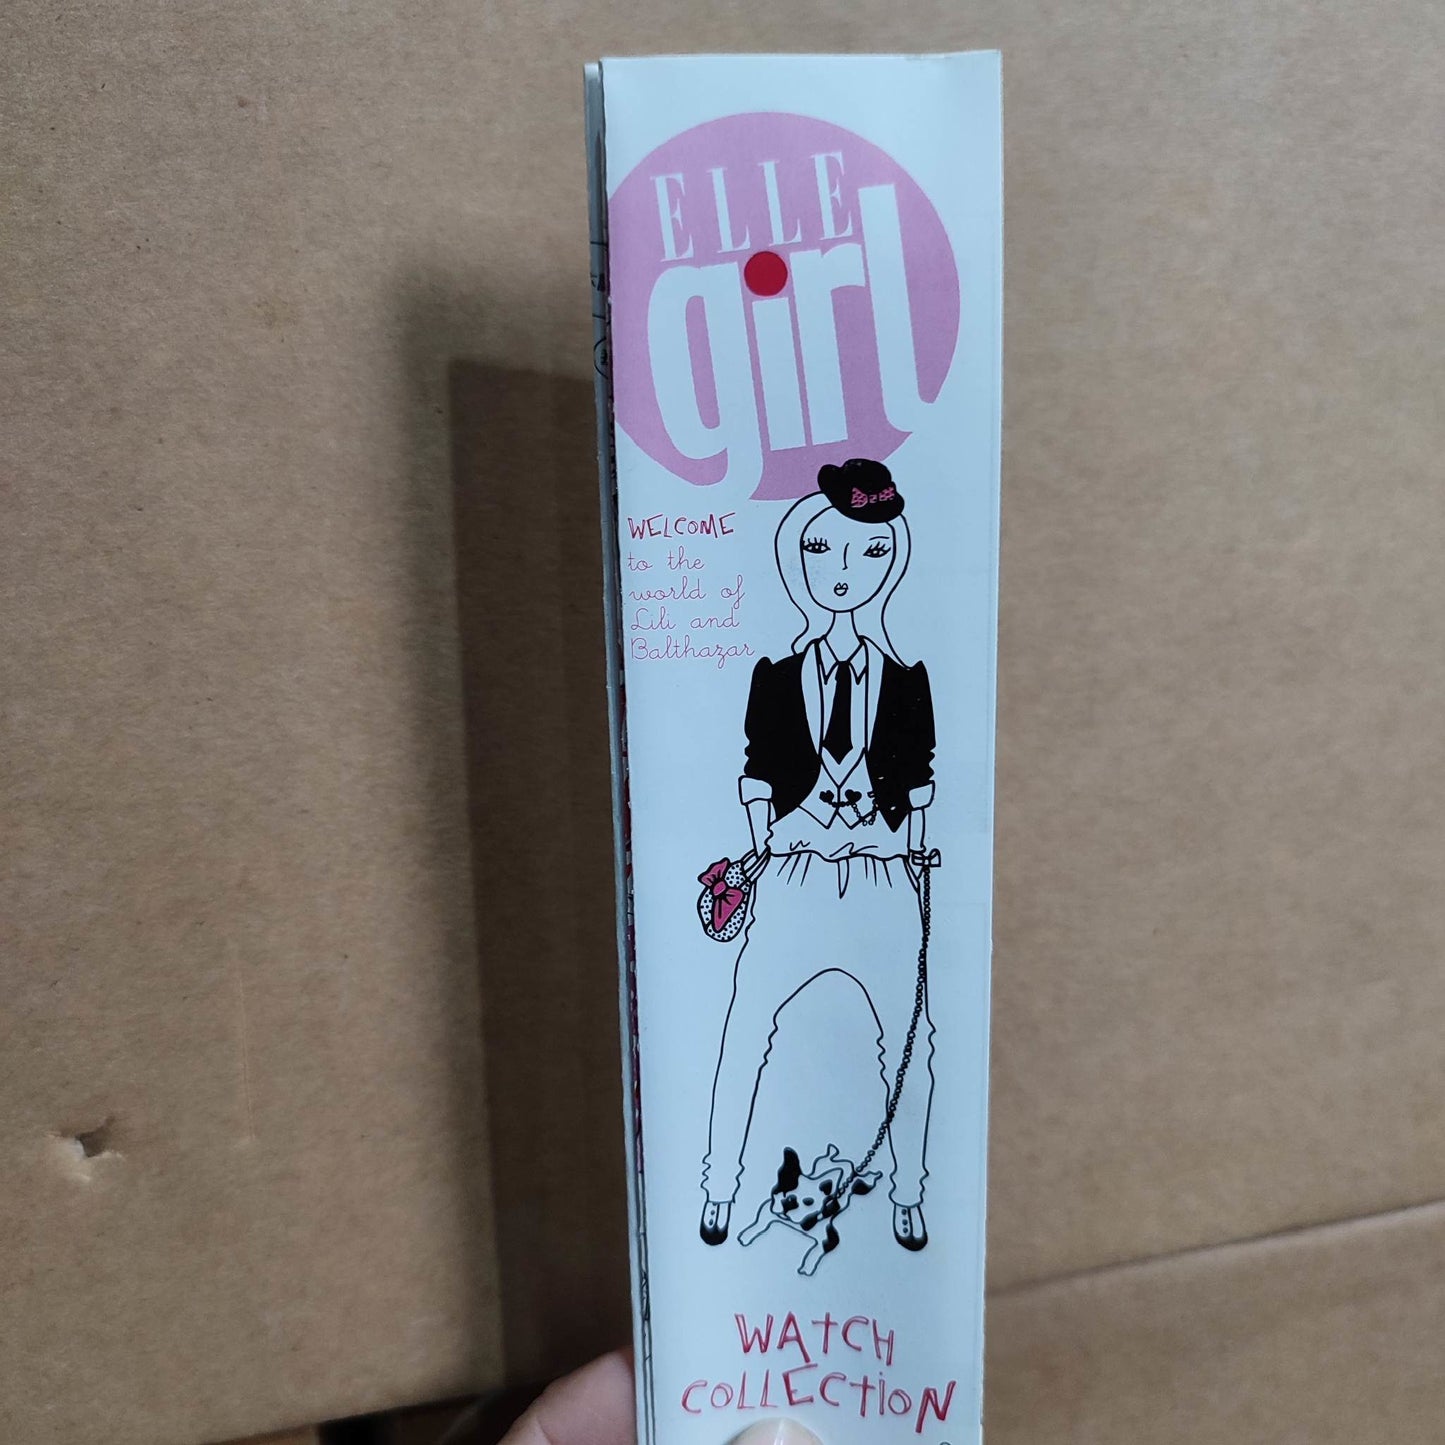 ELLE
girl
WELCOME
to the
world of
Lili and
Balthazar
WATCH
COLLECTION